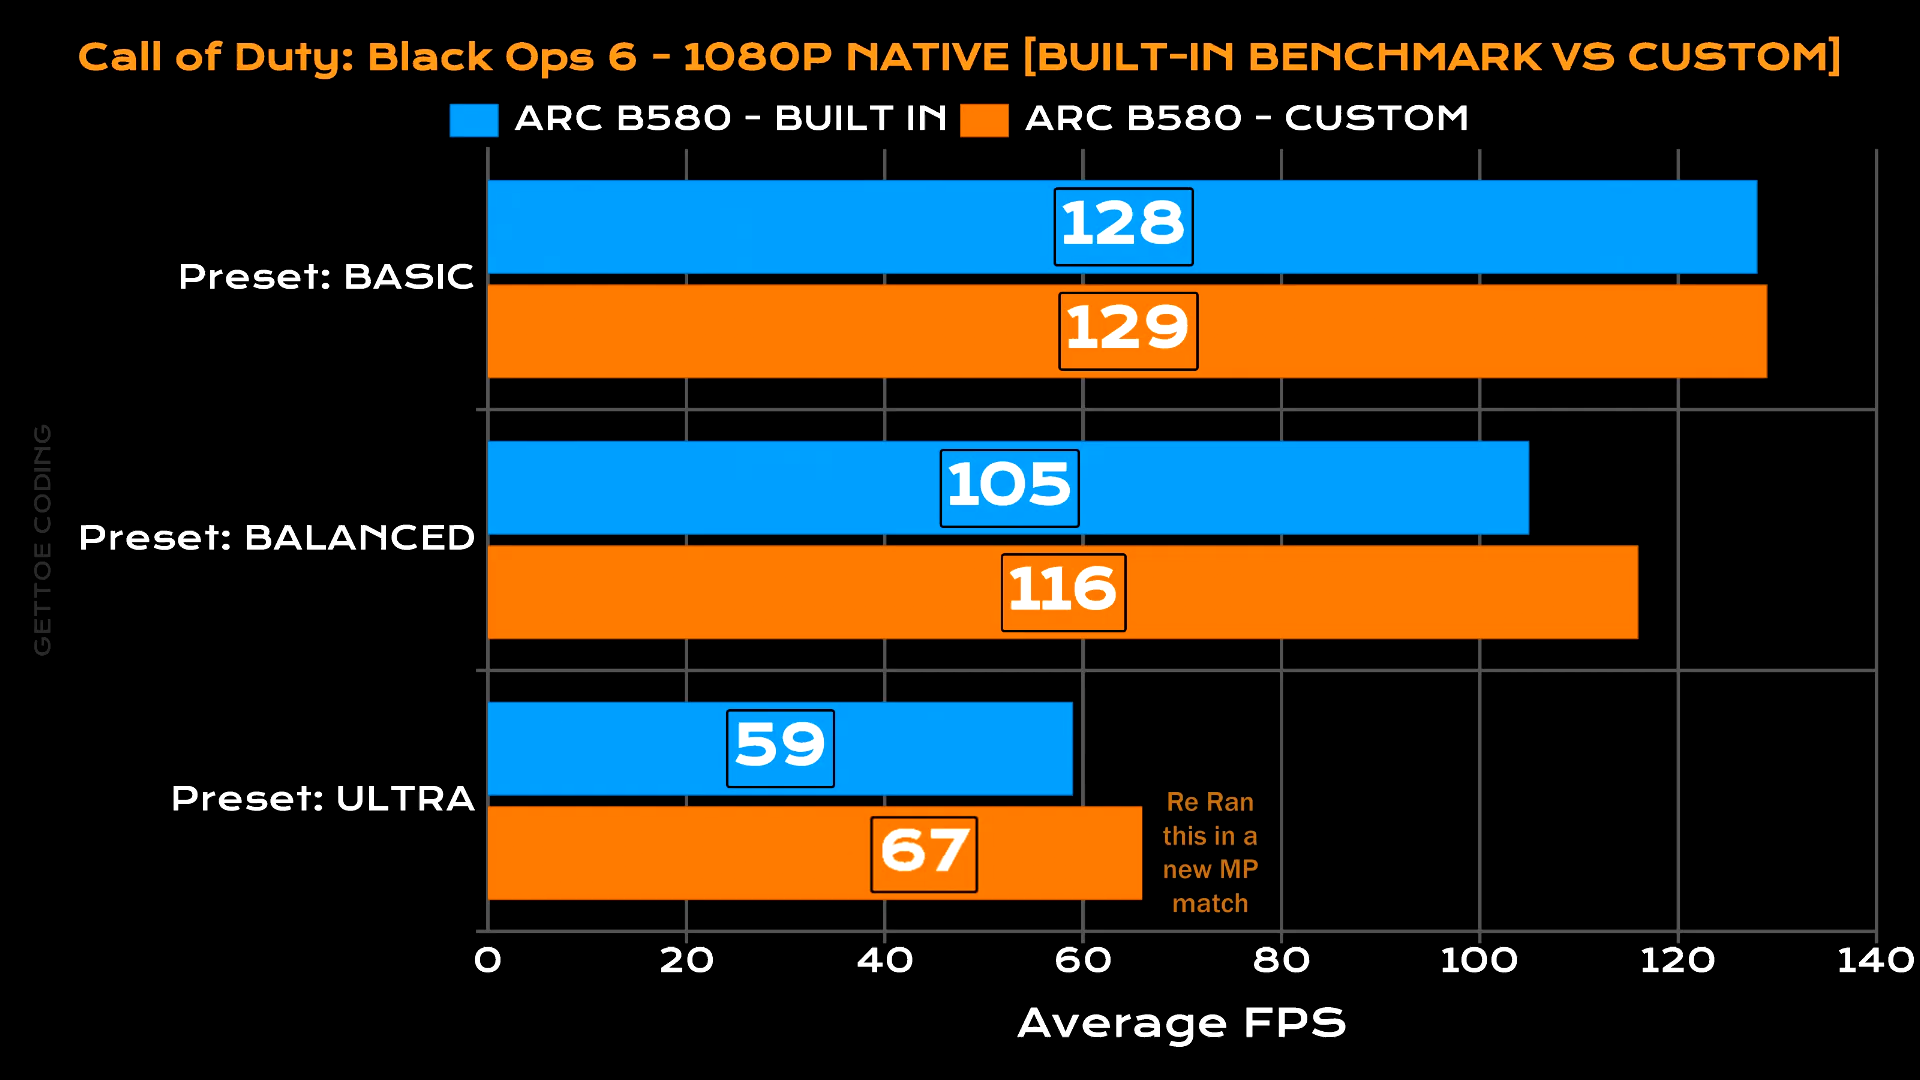 Call of Duty: Black Ops 6 - 1080P NATIVE [BUILT-IN BENCHMARK VS CUSTOM]
ARC B580 - BUILT IN
ARC B580 - CUSTOM
Preset: BASIC
128
129
Preset: BALANCED
105
116
Preset: ULTRA
59
67
Re Ran
this in a
new MP
match
0 20 40 60 80 100 120 140
Average FPS
GETTOE CODING